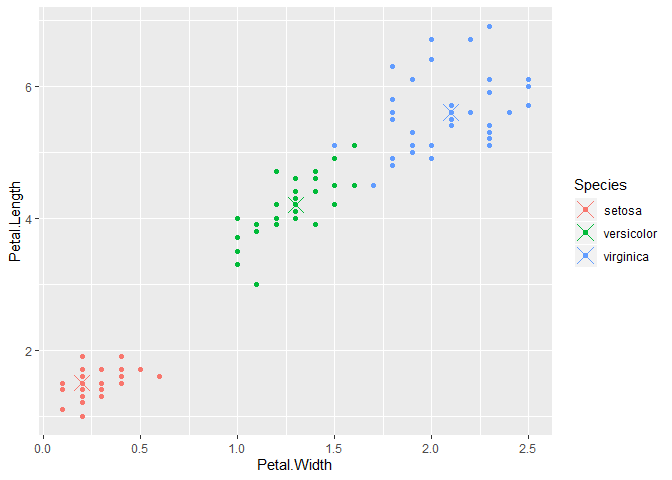 Petal.Length
6
4
2
0.0 0.5 1.0 1.5 2.0 2.5
Petal.Width
Species
setosa
versicolor
virginica